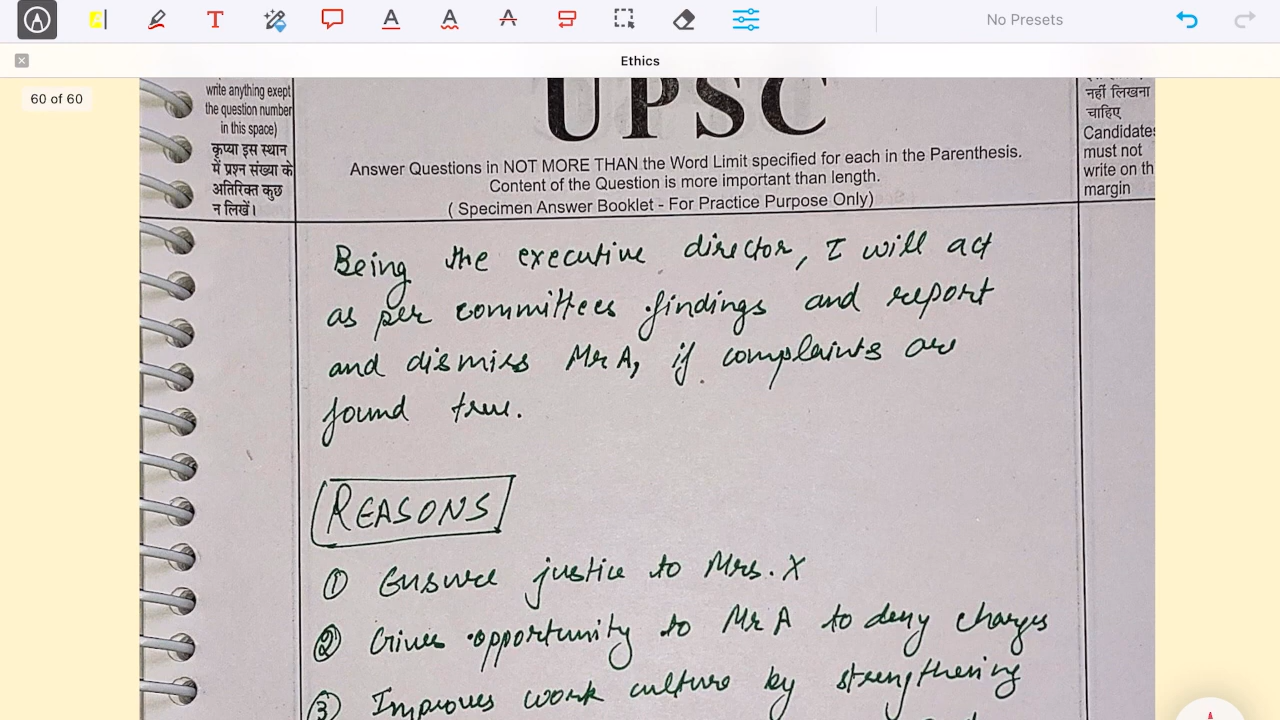 No Presets
Ethics
60 of 60
write anything exept
the question number
in this space)
कृप्या इस स्थान
में प्रश्न संख्या के
अतिरिक्त कुछ
न लिखें।
UPSC
Answer Questions in NOT MORE THAN the Word Limit specified for each in the Parenthesis.
Content of the Question is more important than length.
( Specimen Answer Booklet - For Practice Purpose Only)
नहीं लिखना
चाहिए
Candidates
must not
write on th
margin
Being the executive director, I will act
as per committees findings and report
and dismiss Mr A, if complaints are
found true.
REASONS
① Ensure justice to Mrs. X
② Gives opportunity to Mr A to deny charges
③ Improves work culture by strengthening